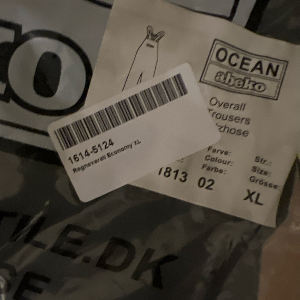 KO
OCEAN
abeko
Overall
Trousers
Farve:
Colour:
Farbe:
Str.:
Size:
Grösse:
1813 02
XL
1614-5124
Regnoverall Economy XL
TILE.DK